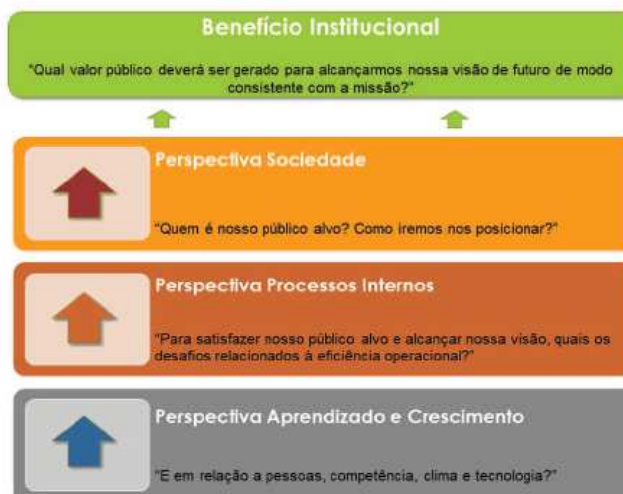 Benefício Institucional
"Qual valor público deverá ser gerado para alcançarmos nossa visão de futuro de modo
consistente com a missão?"
Perspectiva Sociedade
"Quem é nosso público alvo? Como iremos nos posicionar?"
Perspectiva Processos Internos
"Para satisfazer nosso público alvo e alcançar nossa visão, quais os
desafios relacionados à eficiência operacional?"
Perspectiva Aprendizado e Crescimento
"E em relação a pessoas, competência, clima e tecnologia?"